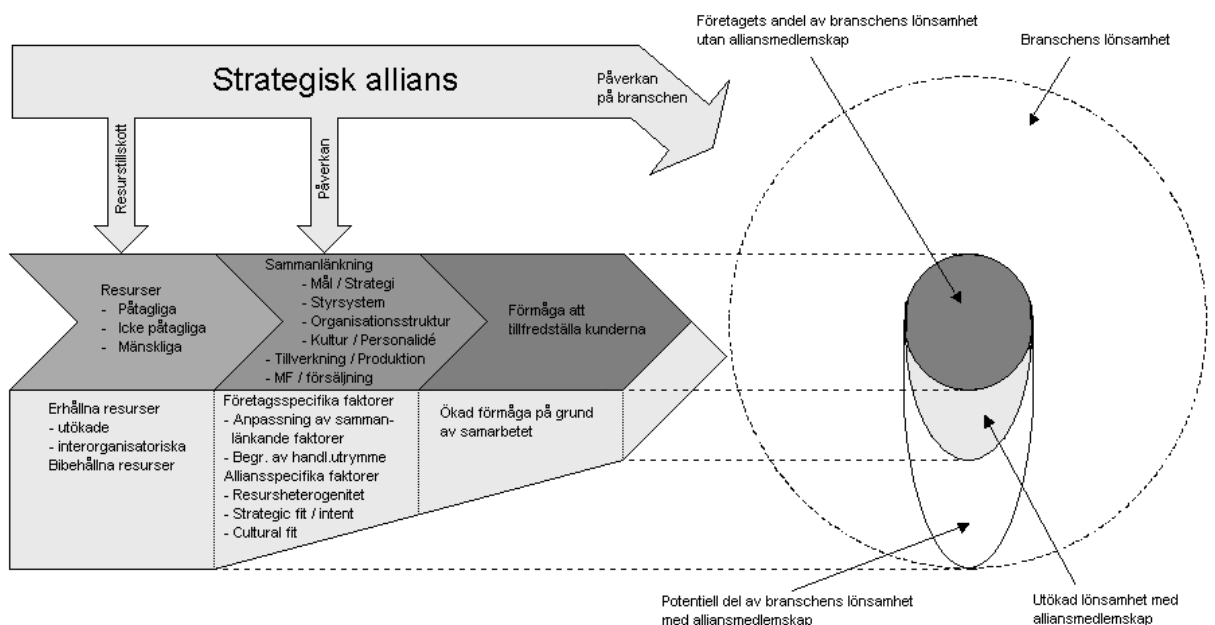 Företagets andel av branschens lönsamhet
utan alliansmedlemskap
Branschens lönsamhet
Strategisk allians
Påverkan
på branschen
Resurstillskott
Påverkan
Resurser
- Påtagliga
- Icke påtagliga
- Mänskliga
Sammanlänkning
- Mål / Strategi
- Styrsystem
- Organisationsstruktur
- Kultur / Personalidé
- Tillverkning / Produktion
- MF / försäljning
Förmåga att
tillfredställa kunderna
Erhållna resurser
- utökade
- interorganisatoriska
Bibehållna resurser
Företagsspecifika faktorer
- Anpassning av samman-
länkande faktorer
- Begr. av handl.utrymme
Alliansspecifika faktorer
- Resursheterogenitet
- Strategic fit / intent
- Cultural fit
Ökad förmåga på grund
av samarbetet
Potentiell del av branschens lönsamhet
med alliansmedlemskap
Utökad lönsamhet med
alliansmedlemskap